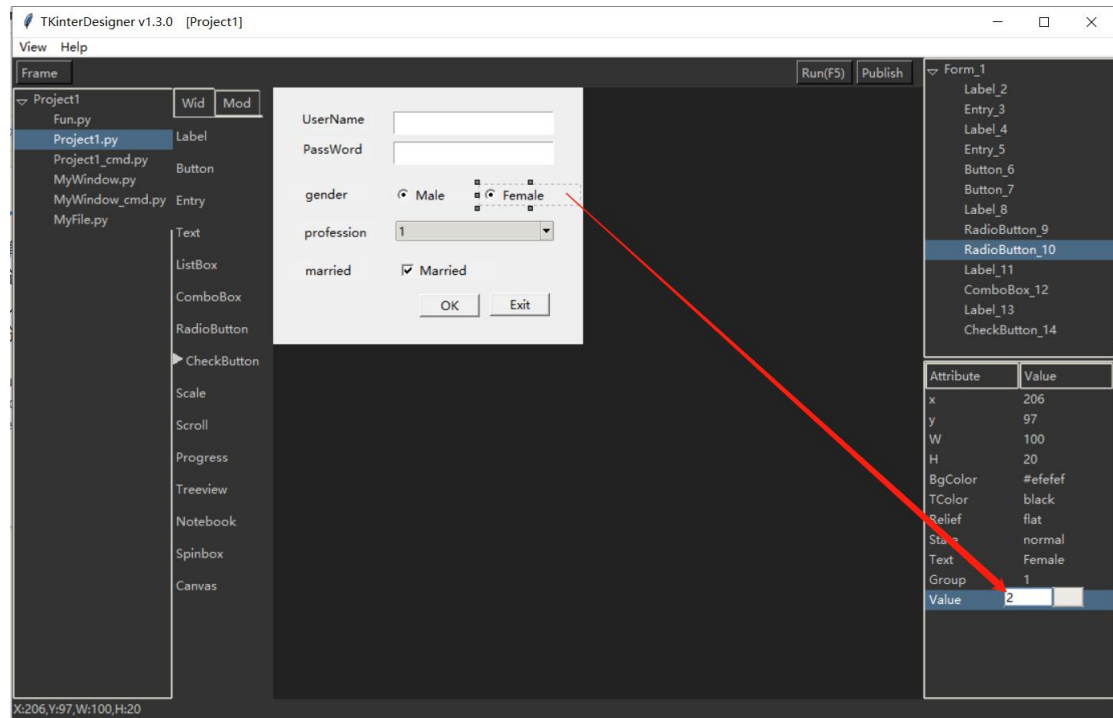 TKinterDesigner v1.3.0 [Project1]
View Help
Frame
Run(F5) Publish
Project1
Fun.py
Project1.py
Project1_cmd.py
MyWindow.py
MyWindow_cmd.py
MyFile.py
Wid Mod
Label
Button
Entry
Text
ListBox
ComboBox
RadioButton
CheckButton
Scale
Scroll
Progress
Treeview
Notebook
Spinbox
Canvas
UserName
PassWord
gender Male Female
profession 1
married Married
OK Exit
Form_1
Label_2
Entry_3
Label_4
Entry_5
Button_6
Button_7
Label_8
RadioButton_9
RadioButton_10
Label_11
ComboBox_12
Label_13
CheckButton_14
Attribute Value
x 206
y 97
W 100
H 20
BgColor #efefef
TColor black
Relief flat
State normal
Text Female
Group 1
Value 2
X:206,Y:97,W:100,H:20